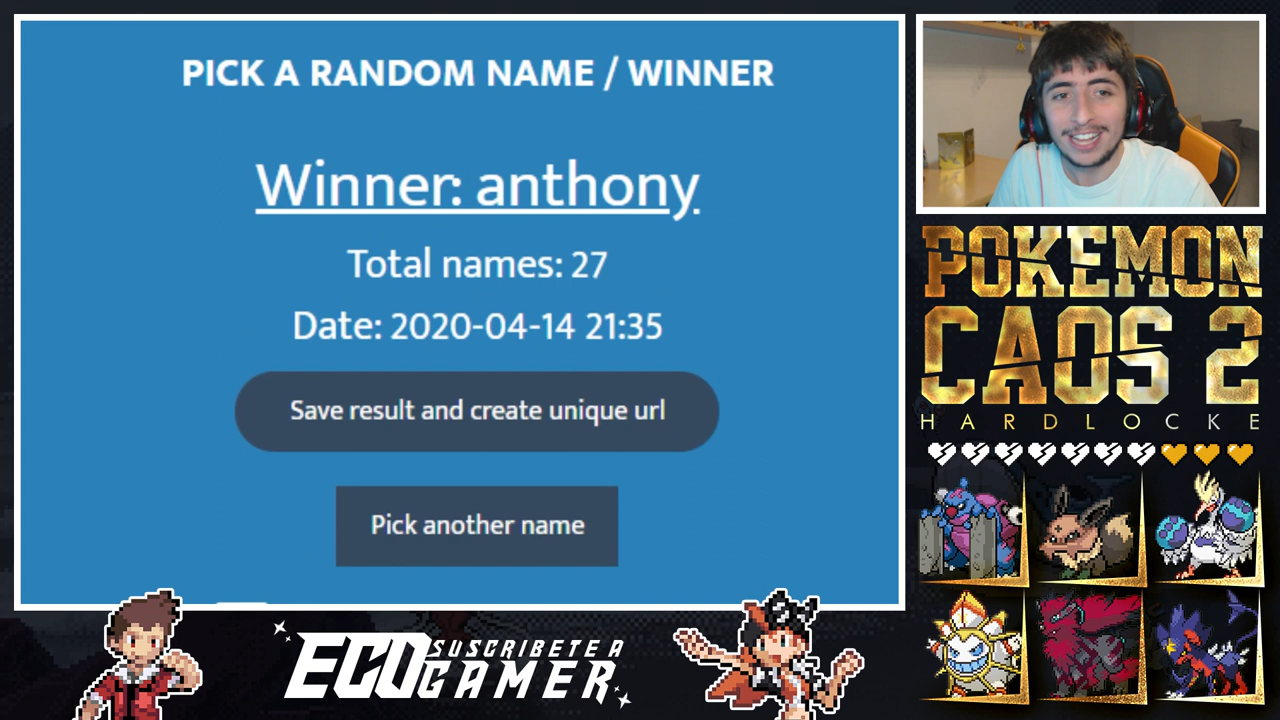 PICK A RANDOM NAME / WINNER
Winner: anthony
Total names: 27
Date: 2020-04-14 21:35
Save result and create unique url
Pick another name
POKEMON
CAOS 2
HARDLOCKE
SUSCRIBETE A
EGO GAMER